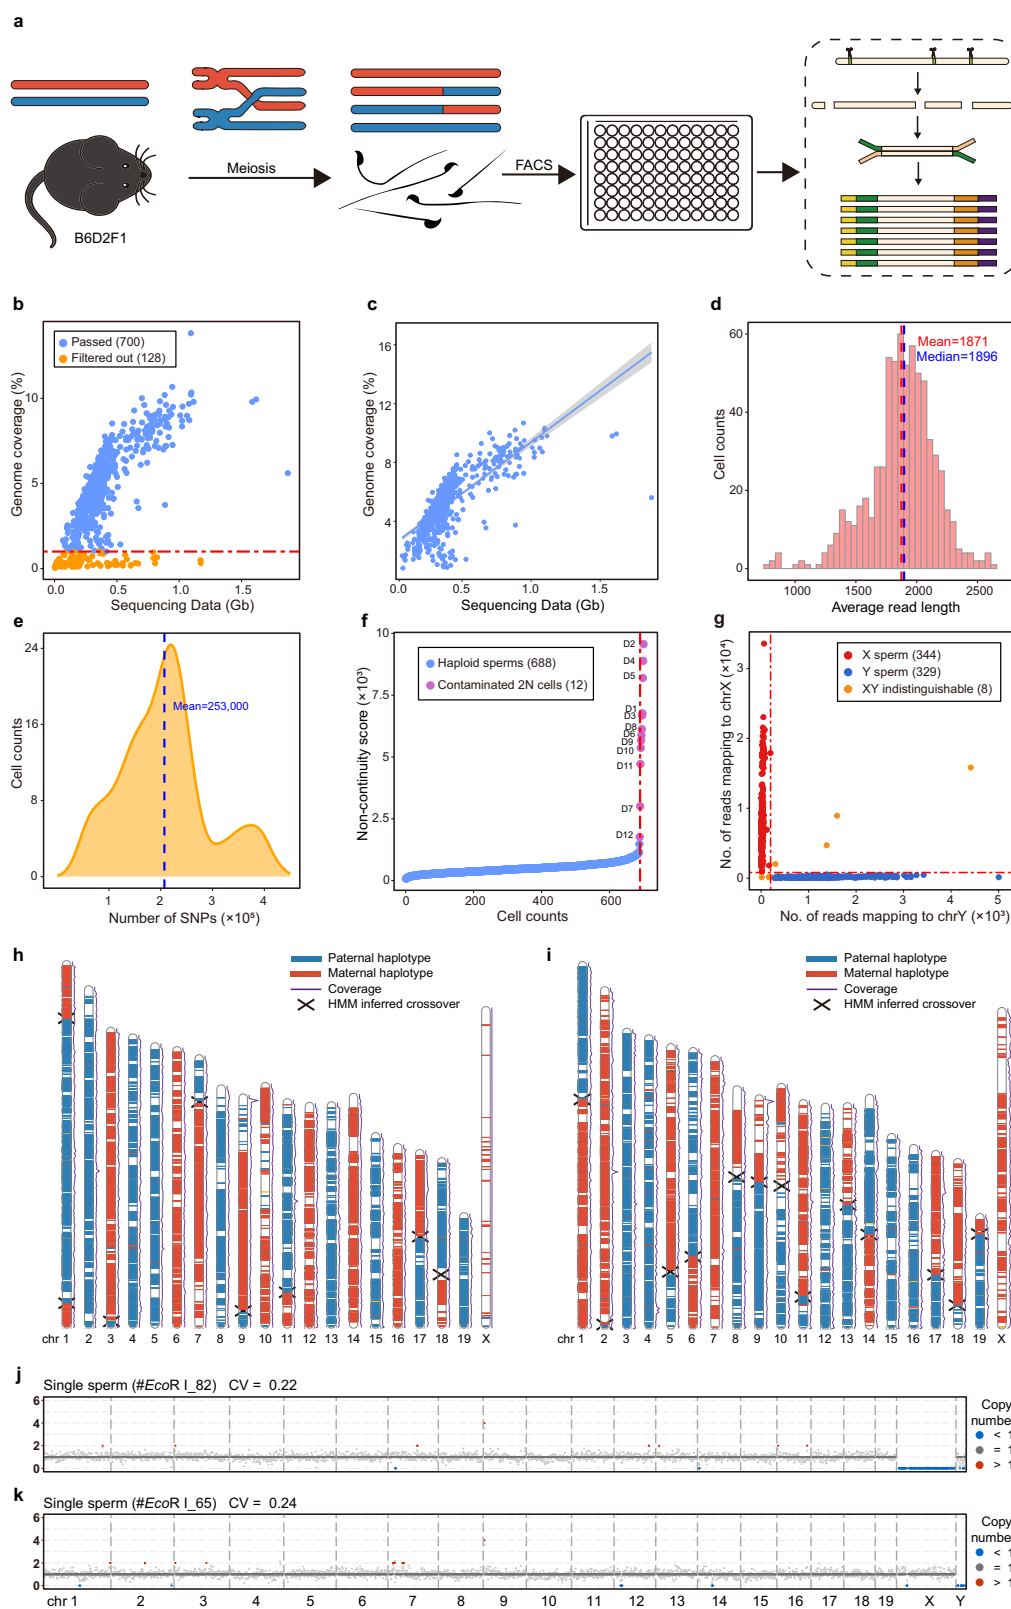 a
Meiosis
FACS
B6D2F1
b
Passed (700)
Filtered out (128)
Genome coverage (%)
10
5
0
0.0
0.5
1.0
1.5
Sequencing Data (Gb)
c
Genome coverage (%)
16
12
8
4
0.0
0.5
1.0
1.5
Sequencing Data (Gb)
d
Mean=1871
Median=1896
Cell counts
60
40
20
0
1000
1500
2000
2500
Average read length
e
Cell counts
24
16
8
0
Mean=253,000
2
3
4
Number of SNPs (×10⁵)
f
Non-continuity score (×10³)
10
7.5
5
2.5
0
Haploid sperms (688)
Contaminated 2N cells (12)
D2
D4
D5
D1
D3
D8
D6
D9
D10
D11
D7
D12
0
200
400
600
Cell counts
g
No. of reads mapping to chrX (×10⁴)
3
2
1
0
X sperm (344)
Y sperm (329)
XY indistinguishable (8)
0
1
2
3
4
5
No. of reads mapping to chrY (×10³)
h
Paternal haplotype
Maternal haplotype
Coverage
HMM inferred crossover
chr 1 2 3 4 5 6 7 8 9 10 11 12 13 14 15 16 17 18 19 X
i
Paternal haplotype
Maternal haplotype
Coverage
HMM inferred crossover
chr 1 2 3 4 5 6 7 8 9 10 11 12 13 14 15 16 17 18 19 X
j
Single sperm (#EcoR I_82) CV = 0.22
6
4
2
0
Copy
number
< 1
= 1
> 1
k
Single sperm (#EcoR I_65) CV = 0.24
6
4
2
0
Copy
number
< 1
= 1
> 1
chr 1 2 3 4 5 6 7 8 9 10 11 12 13 14 15 16 17 18 19 X Y